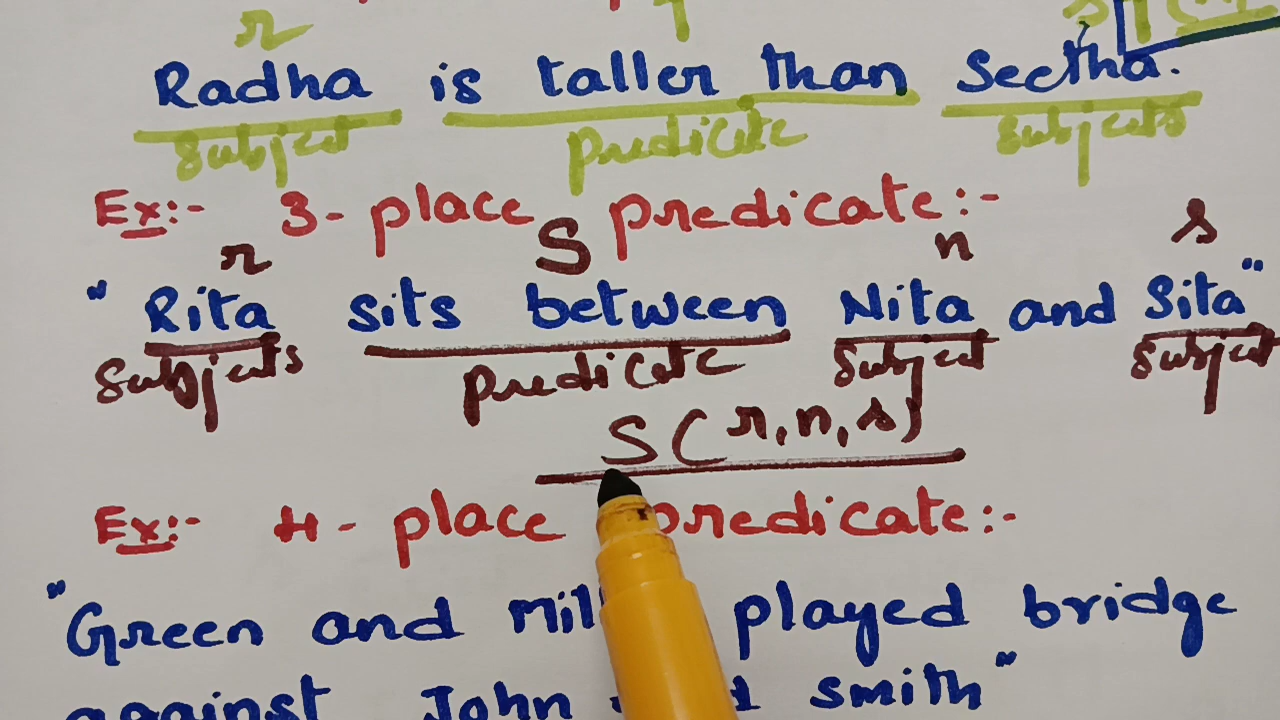 r
Radha is taller than Seetha.
Subject predicate Subjects
Ex:- 3-place predicate:-
r S n s
"Rita sits between Nita and Sita"
Subjects predicate Subject Subject
S(r,n,s)
Ex:- 4-place predicate:-
"Green and played bridge
against John smith"